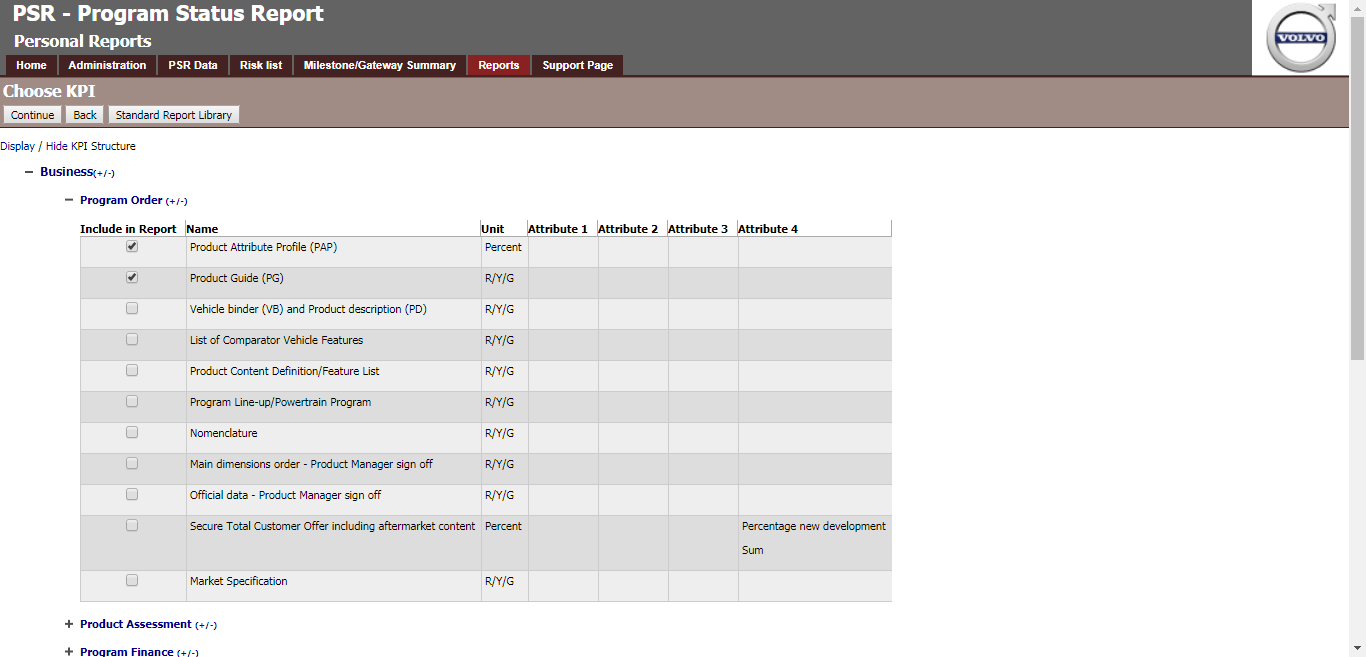 PSR - Program Status Report
Personal Reports
VOLVO
Home Administration PSR Data Risk list Milestone/Gateway Summary Reports Support Page
Choose KPI
Continue Back Standard Report Library
Display / Hide KPI Structure
− Business(+/-)
− Program Order (+/-)
Include in Report Name Unit Attribute 1 Attribute 2 Attribute 3 Attribute 4
Product Attribute Profile (PAP) Percent
Product Guide (PG) R/Y/G
Vehicle binder (VB) and Product description (PD) R/Y/G
List of Comparator Vehicle Features R/Y/G
Product Content Definition/Feature List R/Y/G
Program Line-up/Powertrain Program R/Y/G
Nomenclature R/Y/G
Main dimensions order - Product Manager sign off R/Y/G
Official data - Product Manager sign off R/Y/G
Secure Total Customer Offer including aftermarket content Percent Percentage new development
Sum
Market Specification R/Y/G
+ Product Assessment (+/-)
+ Program Finance (+/-)